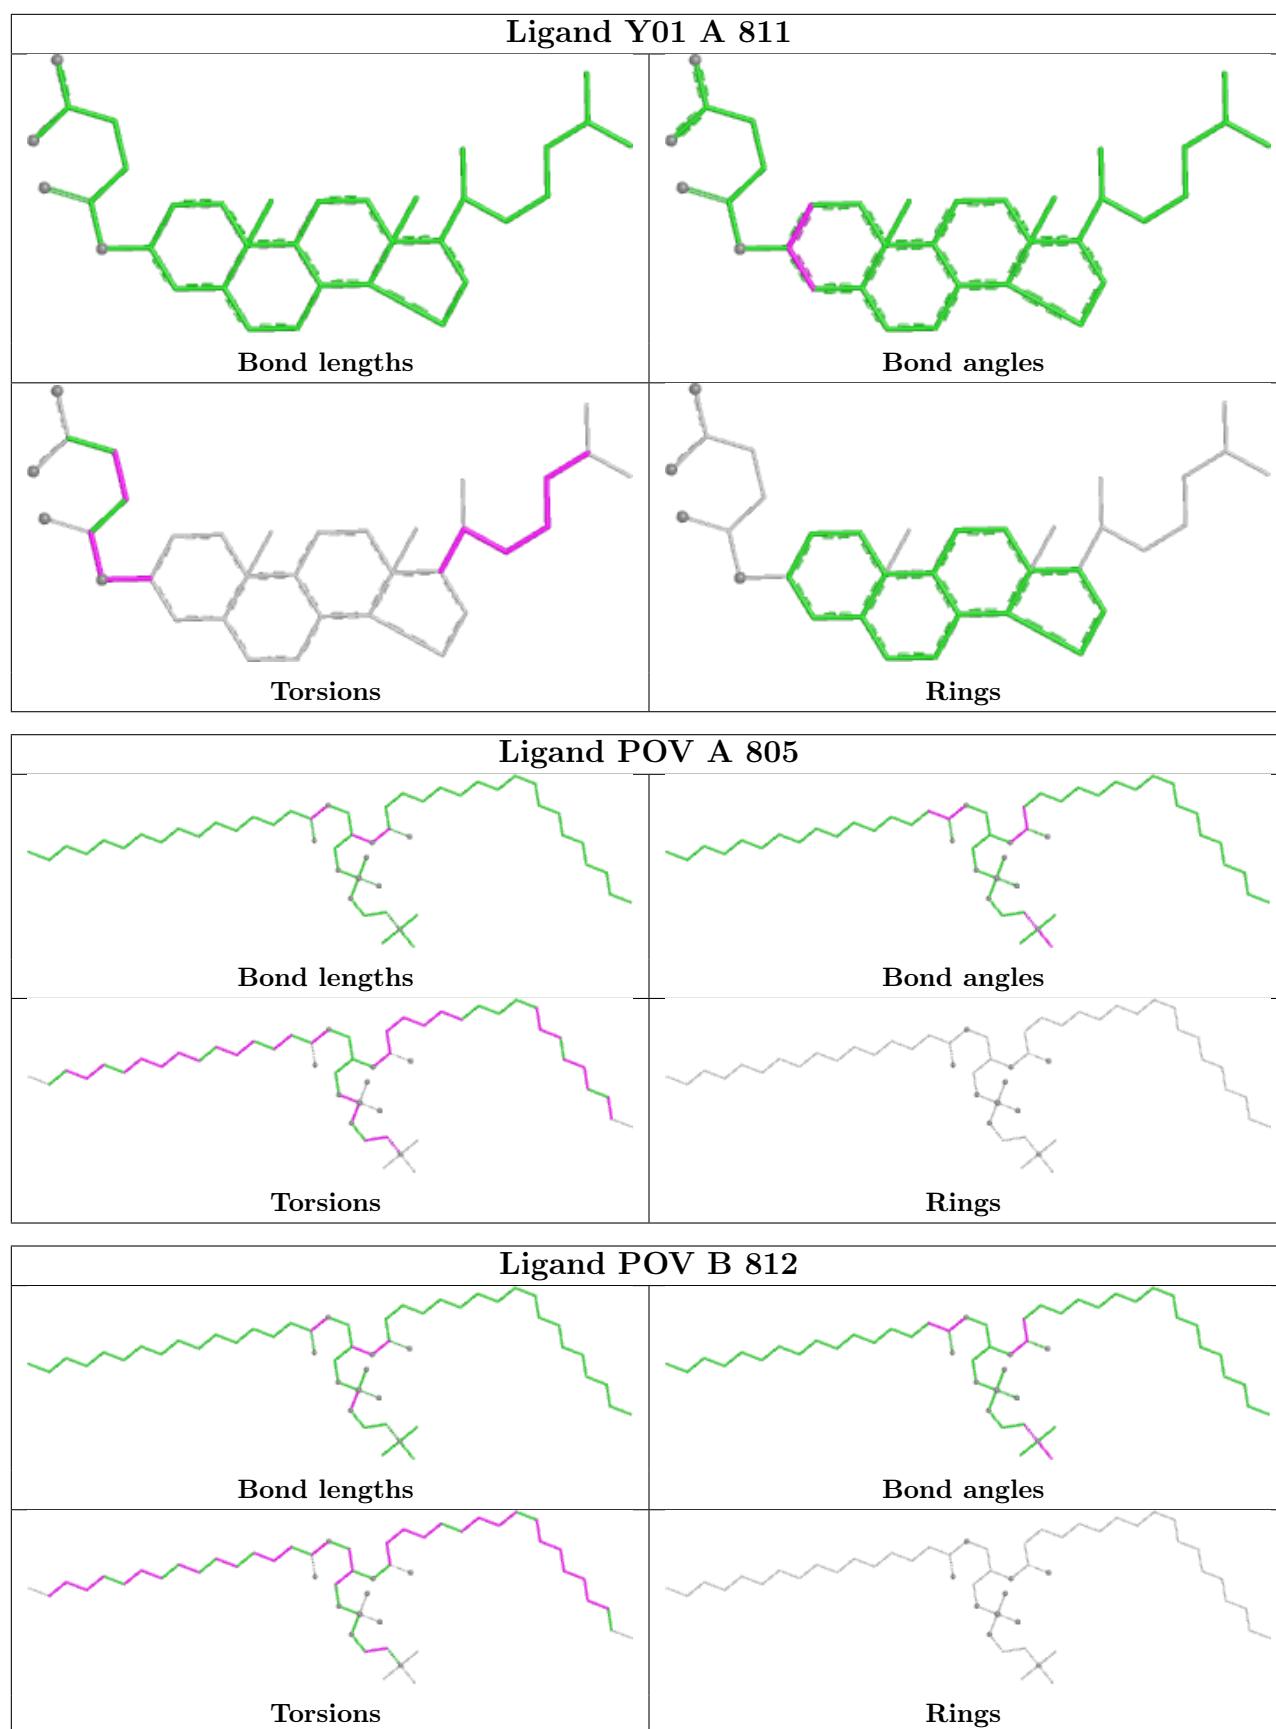 Ligand Y01 A 811
Bond lengths
Bond angles
Torsions
Rings
Ligand POV A 805
Bond lengths
Bond angles
Torsions
Rings
Ligand POV B 812
Bond lengths
Bond angles
Torsions
Rings